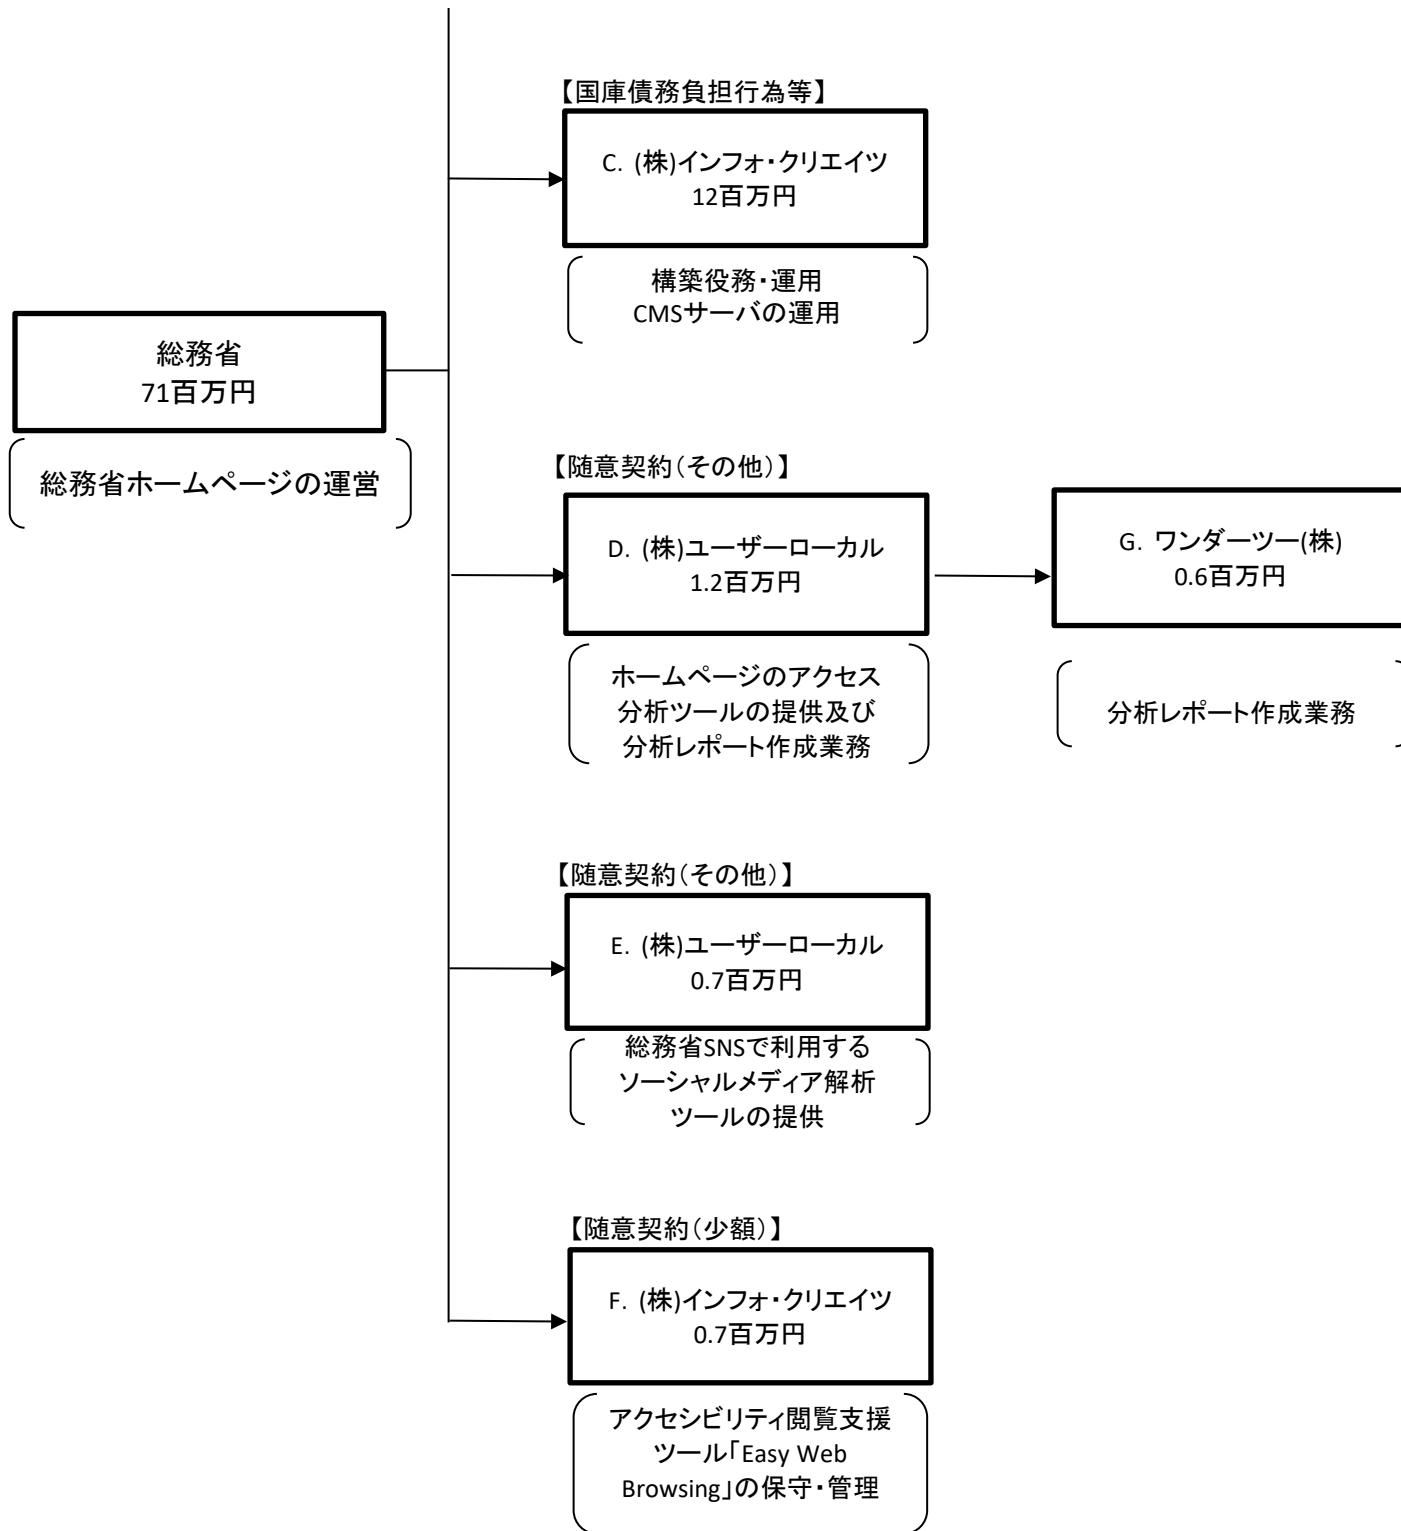 【国庫債務負担行為等】
C. (株)インフォ・クリエイツ
12百万円
構築役務・運用
CMSサーバの運用
総務省
71百万円
総務省ホームページの運営
【随意契約(その他)】
D. (株)ユーザーローカル
1.2百万円
ホームページのアクセス
分析ツールの提供及び
分析レポート作成業務
G. ワンダーツー(株)
0.6百万円
分析レポート作成業務
【随意契約(その他)】
E. (株)ユーザーローカル
0.7百万円
総務省SNSで利用する
ソーシャルメディア解析
ツールの提供
【随意契約(少額)】
F. (株)インフォ・クリエイツ
0.7百万円
アクセシビリティ閲覧支援
ツール「Easy Web
Browsing」の保守・管理